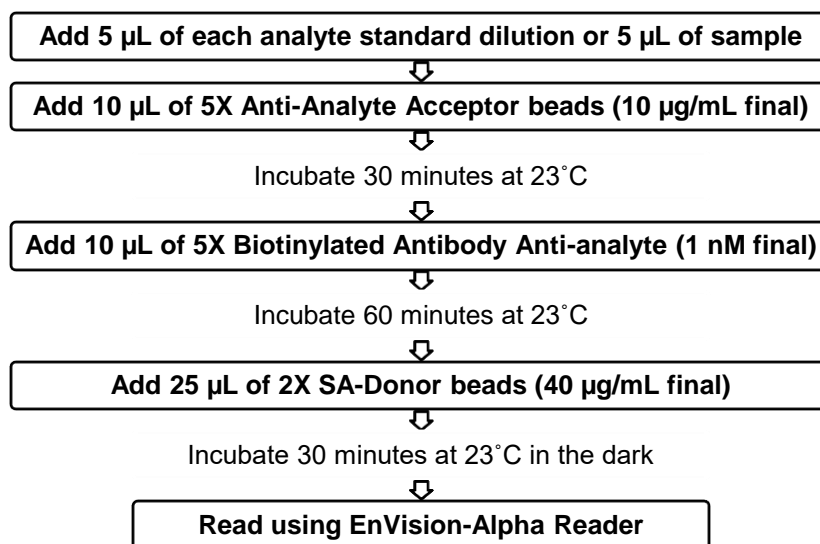 Add 5 µL of each analyte standard dilution or 5 µL of sample
Add 10 µL of 5X Anti-Analyte Acceptor beads (10 µg/mL final)
Incubate 30 minutes at 23˚C
Add 10 µL of 5X Biotinylated Antibody Anti-analyte (1 nM final)
Incubate 60 minutes at 23˚C
Add 25 µL of 2X SA-Donor beads (40 µg/mL final)
Incubate 30 minutes at 23˚C in the dark
Read using EnVision-Alpha Reader